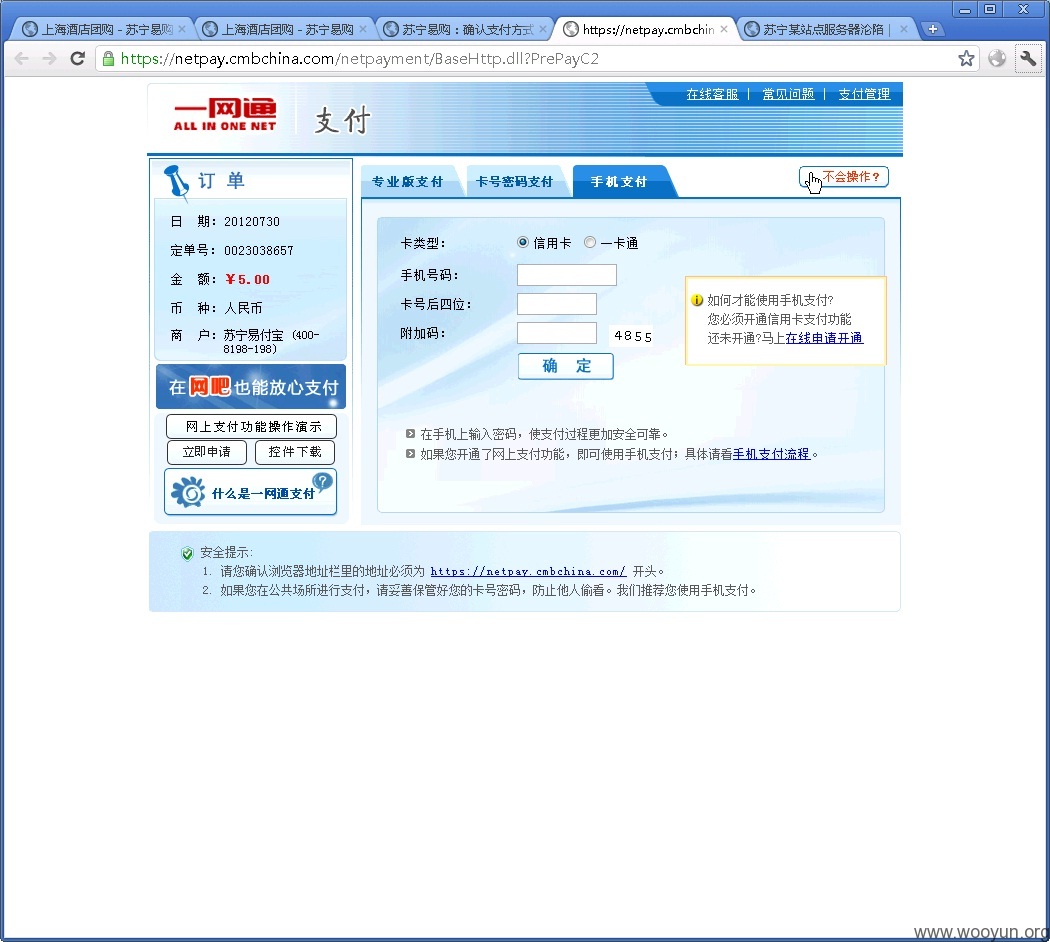 上海酒店团购 - 苏宁易购
上海酒店团购 - 苏宁易购
苏宁易购：确认支付方式
https://netpay.cmbchin
苏宁某站点服务器沦陷 |
https://netpay.cmbchina.com/netpayment/BaseHttp.dll?PrePayC2
一网通
ALL IN ONE NET
支付
在线客服 | 常见问题 | 支付管理
订 单
日 期：20120730
定单号：0023038657
金 额：￥5.00
币 种：人民币
商 户：苏宁易付宝（400-
8198-198）
在网吧也能放心支付
网上支付功能操作演示
立即申请
控件下载
什么是一网通支付
专业版支付
卡号密码支付
手机支付
不会操作？
卡类型：
信用卡
一卡通
手机号码：
卡号后四位：
附加码：
4855
确 定
如何才能使用手机支付?
您必须开通信用卡支付功能
还未开通?马上在线申请开通
在手机上输入密码，使支付过程更加安全可靠。
如果您开通了网上支付功能，即可使用手机支付；具体请看手机支付流程。
安全提示:
1. 请您确认浏览器地址栏里的地址必须为 https://netpay.cmbchina.com/ 开头。
2. 如果您在公共场所进行支付，请妥善保管好您的卡号密码，防止他人偷看。我们推荐您使用手机支付。
www.wooyun.org